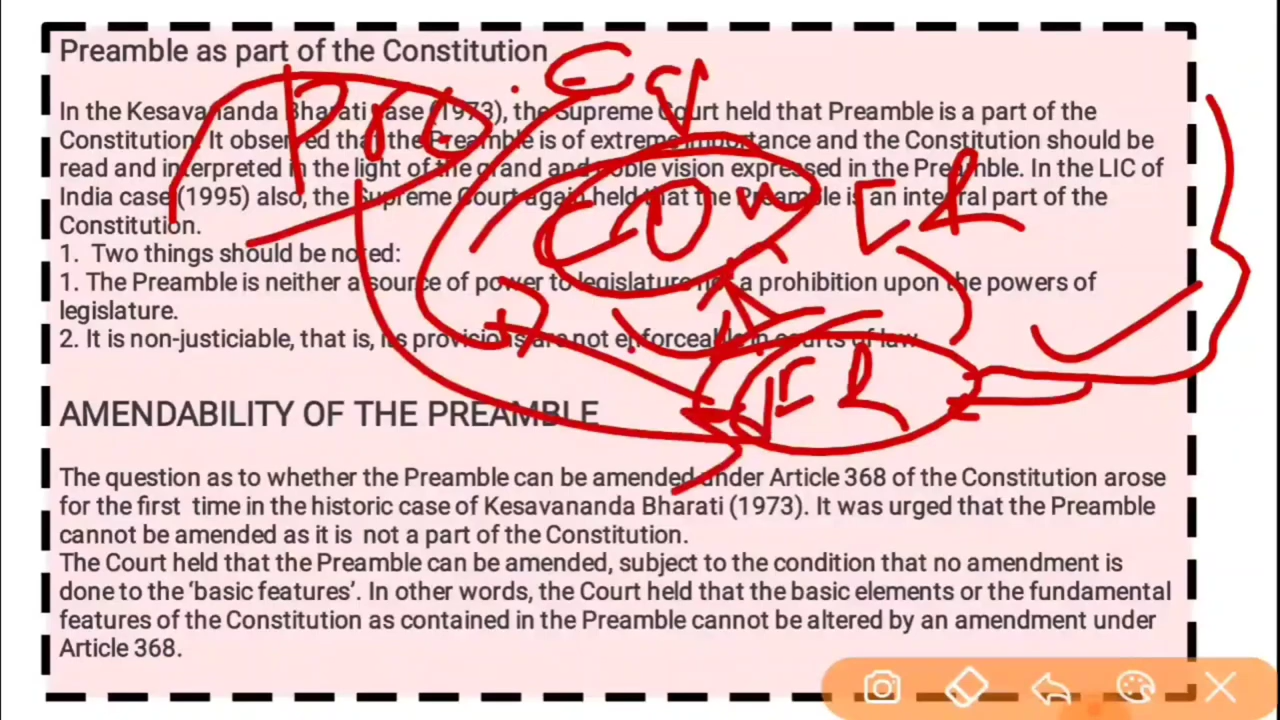 Preamble as part of the Constitution
In the Kesavananda Bharati case (1973), the Supreme Court held that Preamble is a part of the
Constitution. It observed that the Preamble is of extreme importance and the Constitution should be
read and interpreted in the light of the grand and noble vision expressed in the Preamble. In the LIC of
India case (1995) also, the Supreme Court again held that the Preamble is an integral part of the
Constitution.
1. Two things should be noted:
1. The Preamble is neither a source of power to legislature nor a prohibition upon the powers of
legislature.
2. It is non-justiciable, that is, its provisions are not enforceable in courts of law.
AMENDABILITY OF THE PREAMBLE
The question as to whether the Preamble can be amended under Article 368 of the Constitution arose
for the first time in the historic case of Kesavananda Bharati (1973). It was urged that the Preamble
cannot be amended as it is not a part of the Constitution.
The Court held that the Preamble can be amended, subject to the condition that no amendment is
done to the ‘basic features’. In other words, the Court held that the basic elements or the fundamental
features of the Constitution as contained in the Preamble cannot be altered by an amendment under
Article 368.